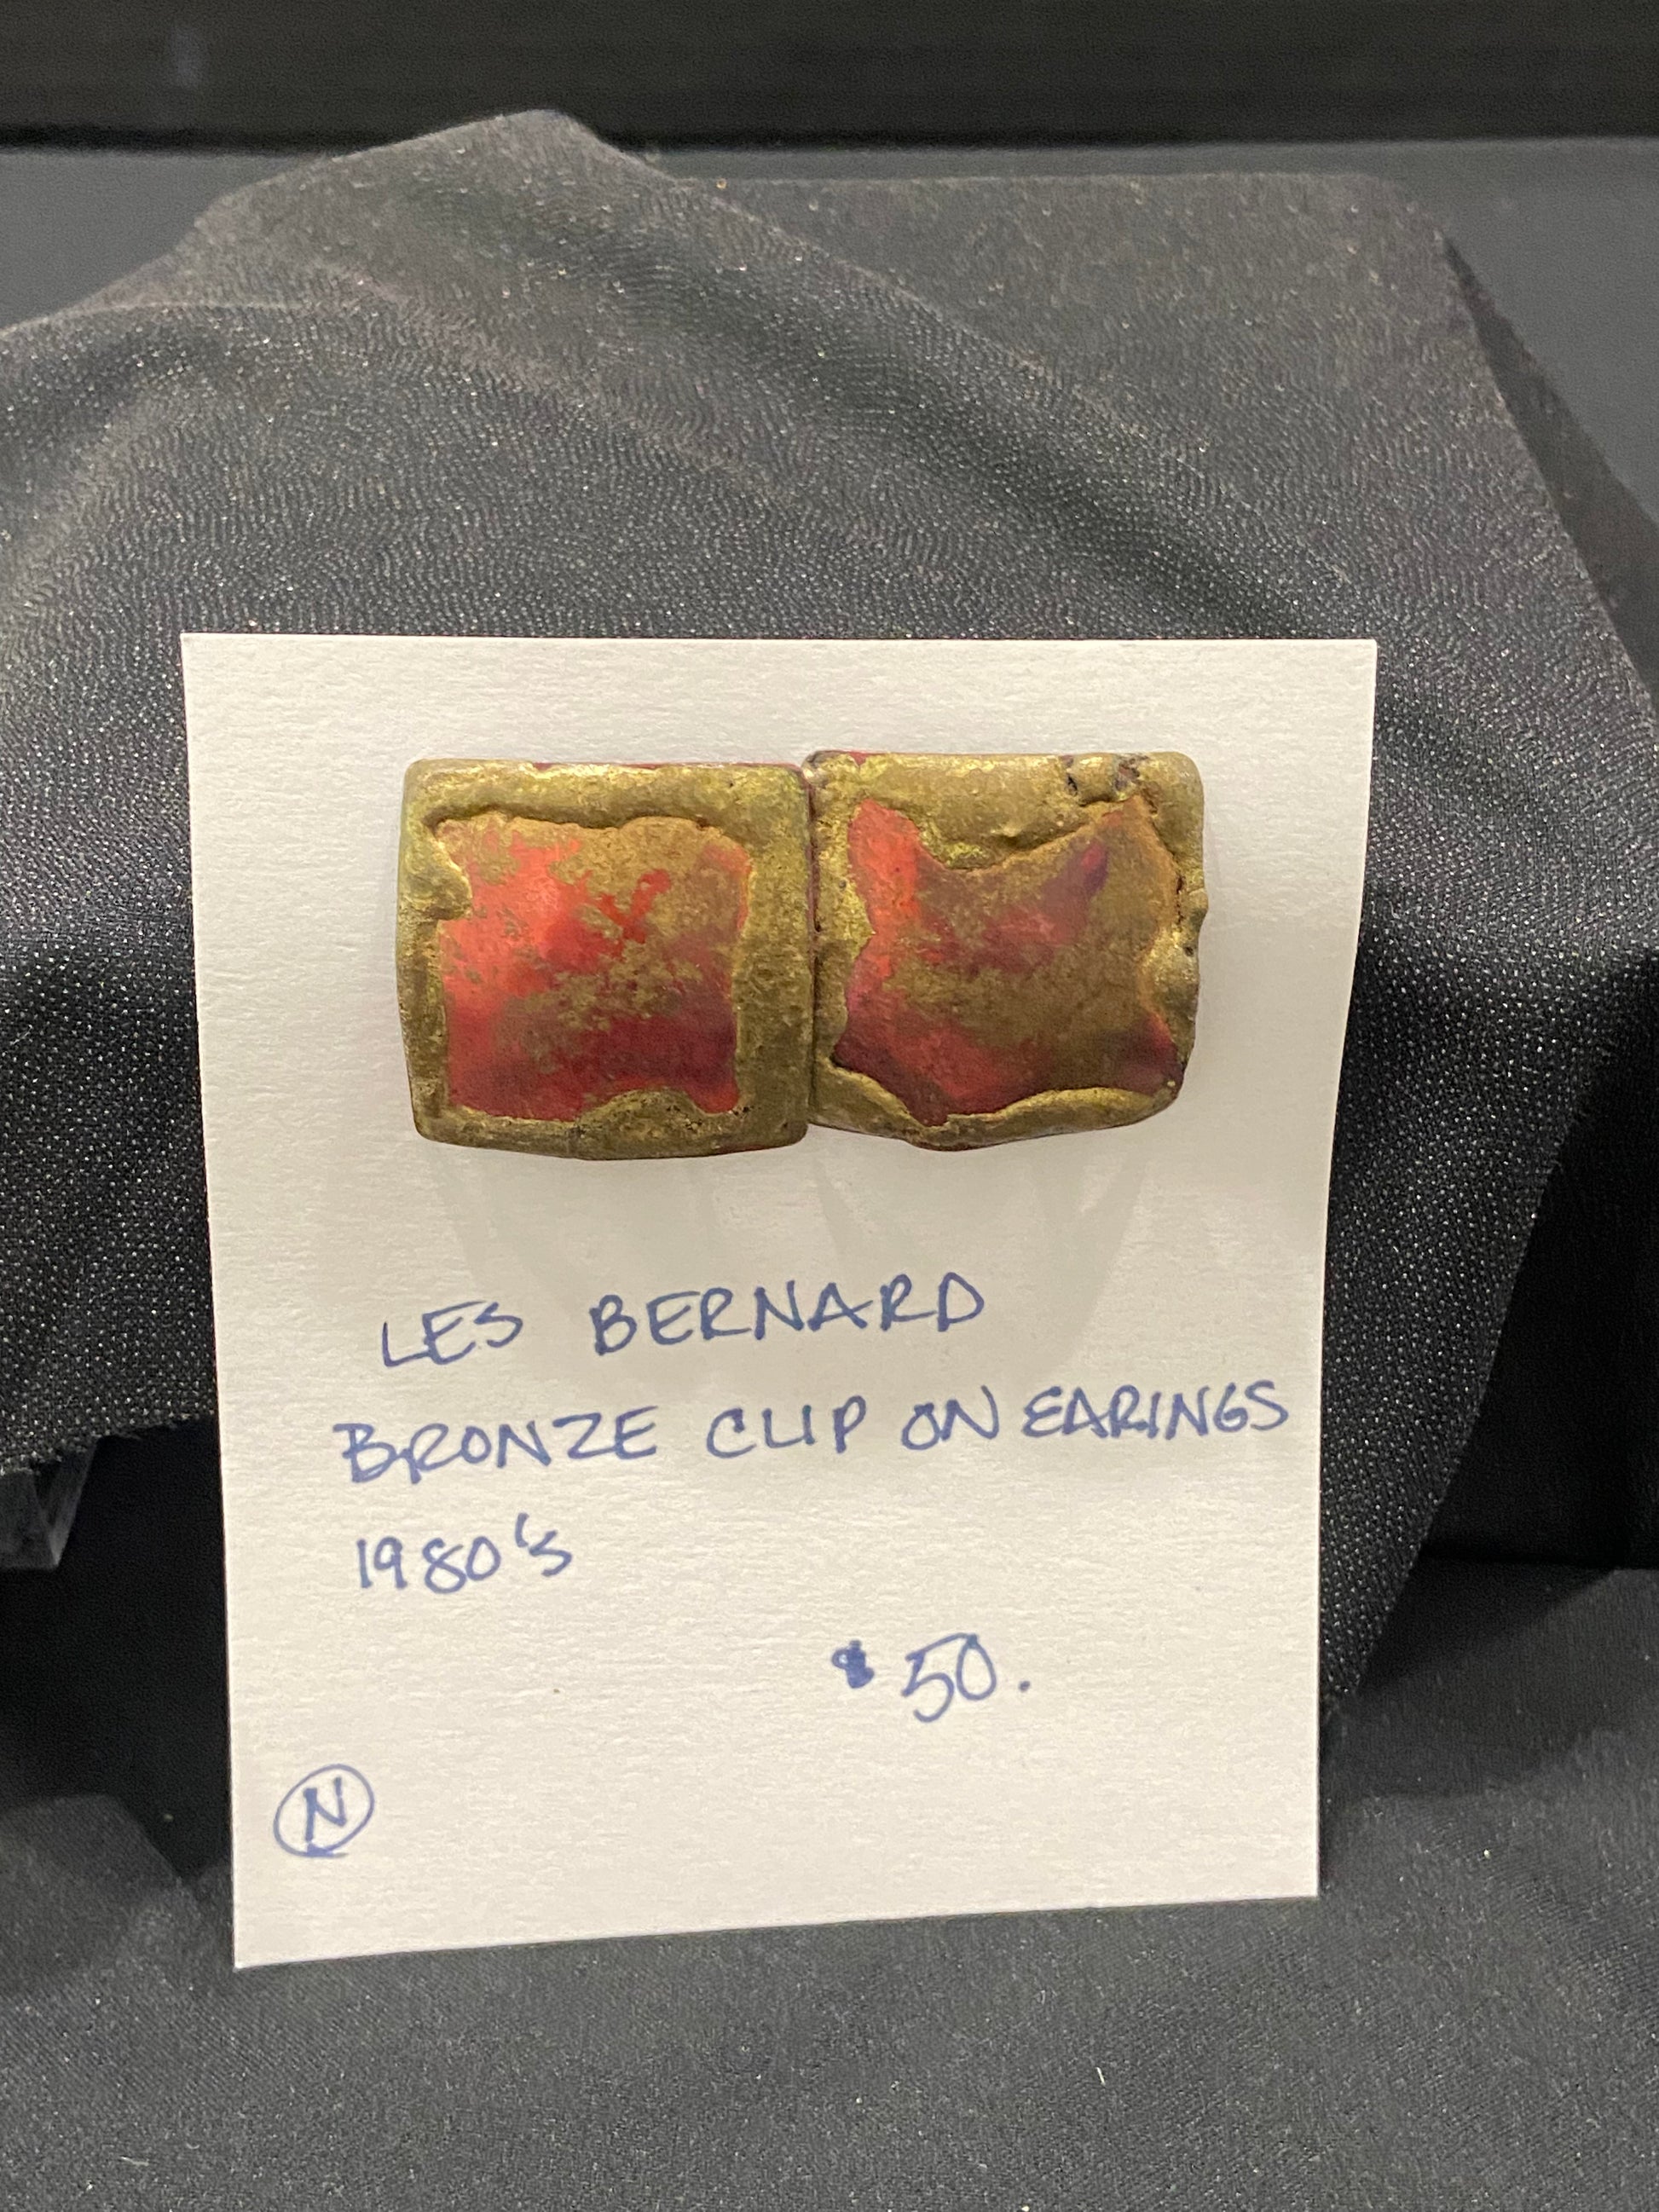 LES BERNARD
BRONZE CLIP ON EARINGS
1980's
$50.
N